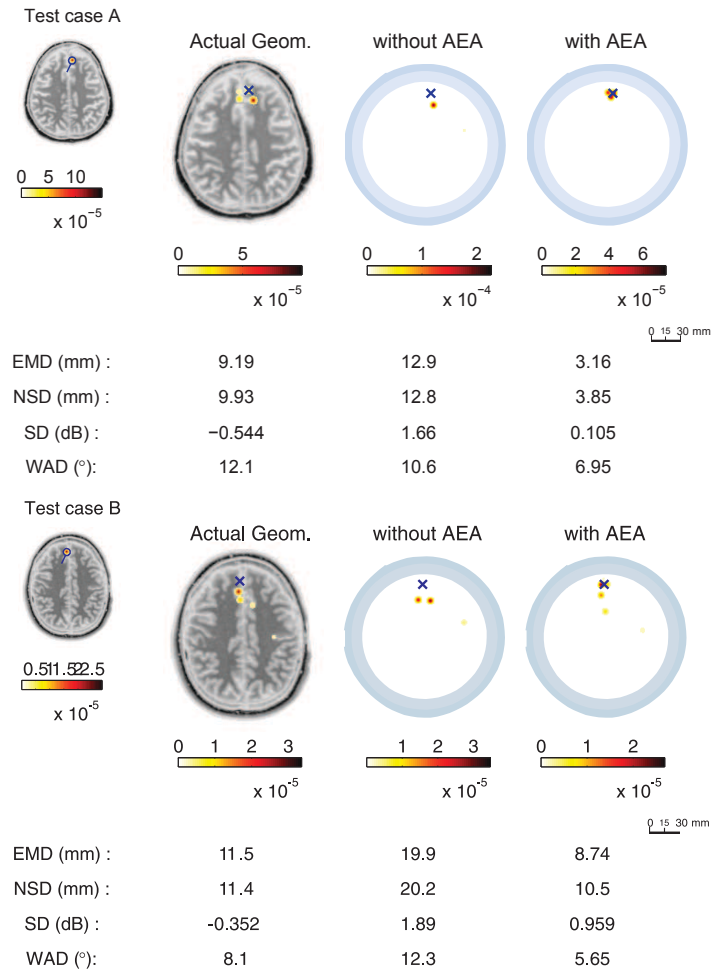 Test case A
Actual Geom. without AEA with AEA
0 5 10
x 10-5
0 5
x 10-5
0 1 2
x 10-4
0 2 4 6
x 10-5
0 15 30 mm
EMD (mm) : 9.19 12.9 3.16
NSD (mm) : 9.93 12.8 3.85
SD (dB) : −0.544 1.66 0.105
WAD (°): 12.1 10.6 6.95
Test case B
Actual Geom. without AEA with AEA
0.511.522.5
x 10-5
0 1 2 3
x 10-5
1 2 3
x 10-5
0 1 2
x 10-5
0 15 30 mm
EMD (mm) : 11.5 19.9 8.74
NSD (mm) : 11.4 20.2 10.5
SD (dB) : -0.352 1.89 0.959
WAD (°): 8.1 12.3 5.65